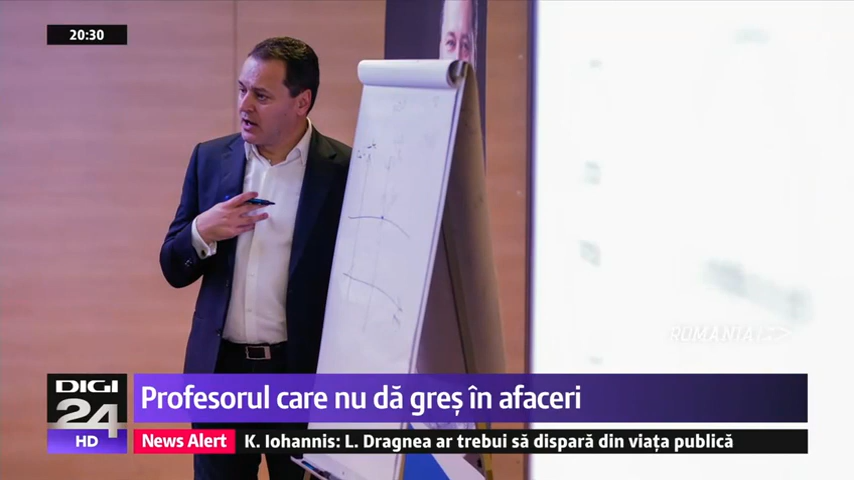 20:30
ROMANIA
DIGI
24
HD
Profesorul care nu dă greș în afaceri
News Alert
K. Iohannis: L. Dragnea ar trebui să dispară din viața publică